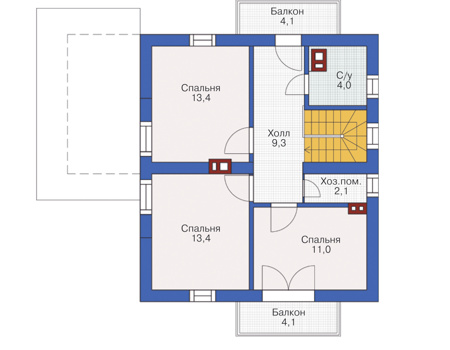 Балкон
4,1
Спальня
13,4
С/у
4,0
Холл
9,3
Хоз.пом.
2,1
Спальня
13,4
Спальня
11,0
Балкон
4,1